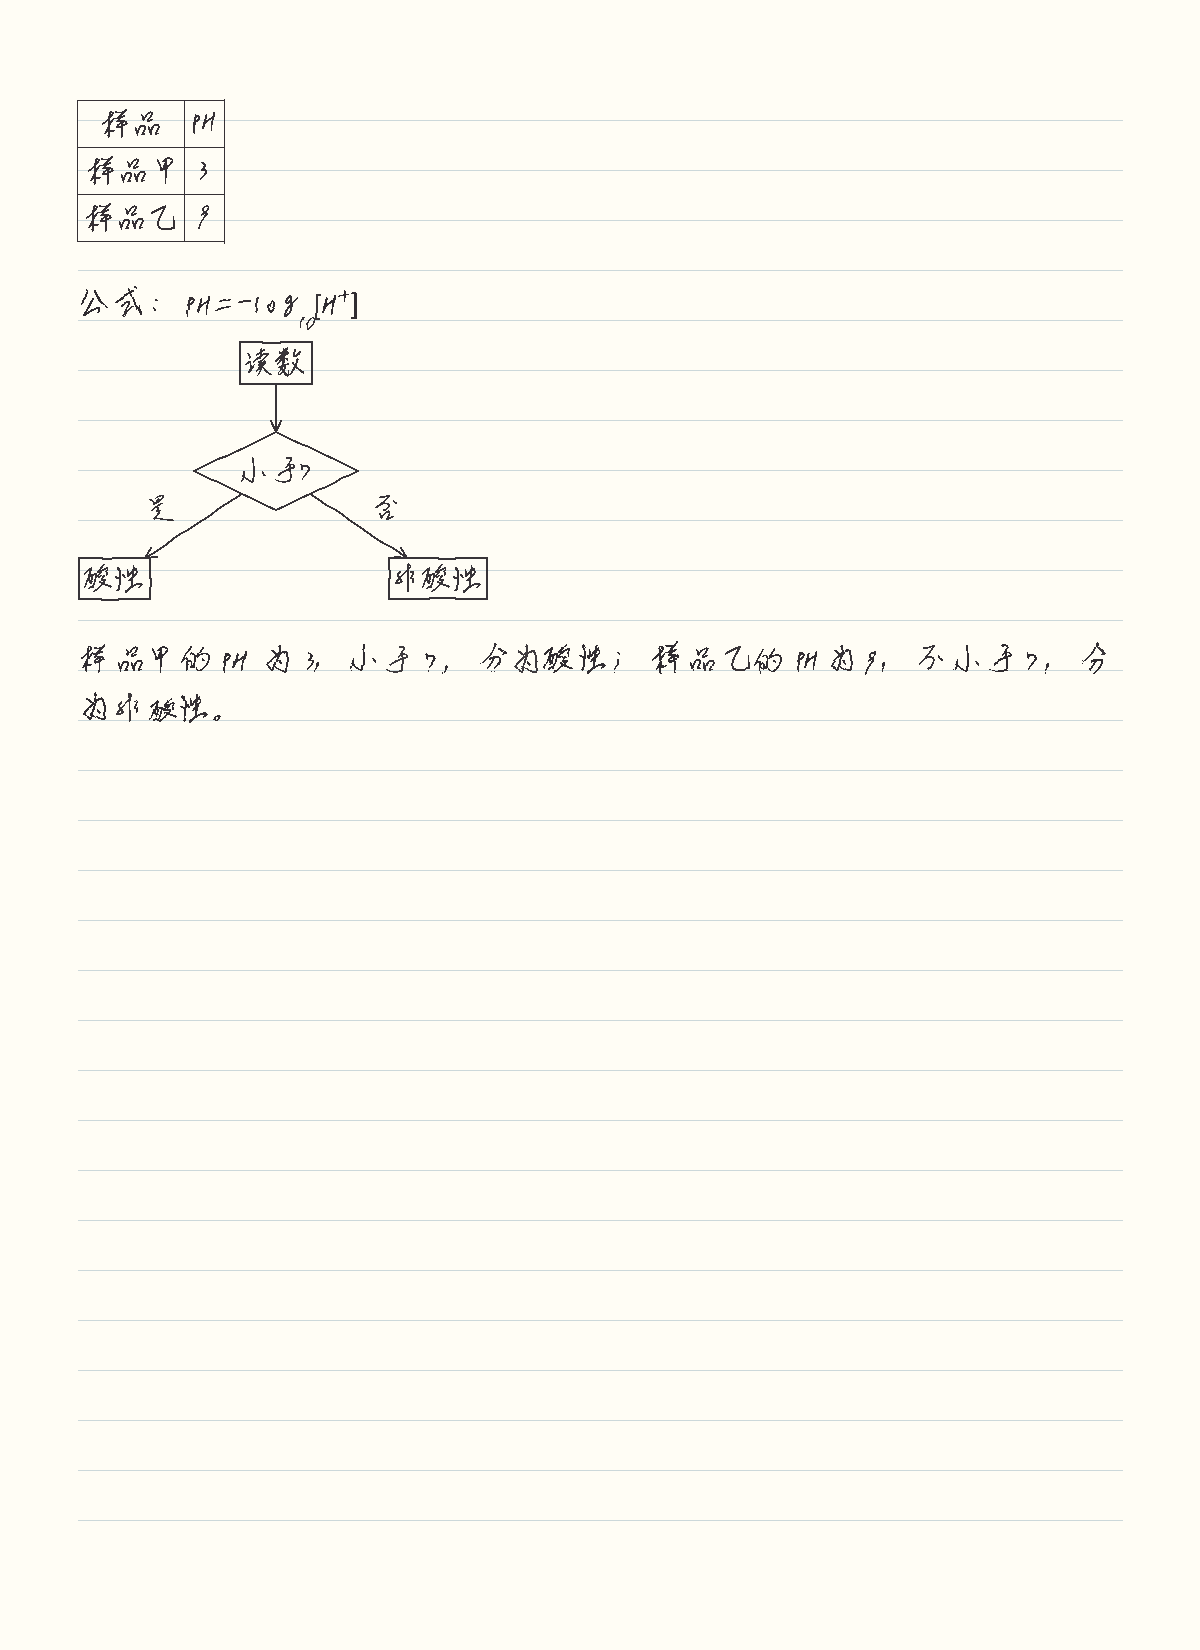 样品 pH
样品甲 3
样品乙 9
公式：pH=-log₁₀[H⁺]
读数
小于7
是 否
酸性 非酸性
样品甲的pH为3，小于7，分为酸性；样品乙的pH为9，不小于7，分
为非酸性。